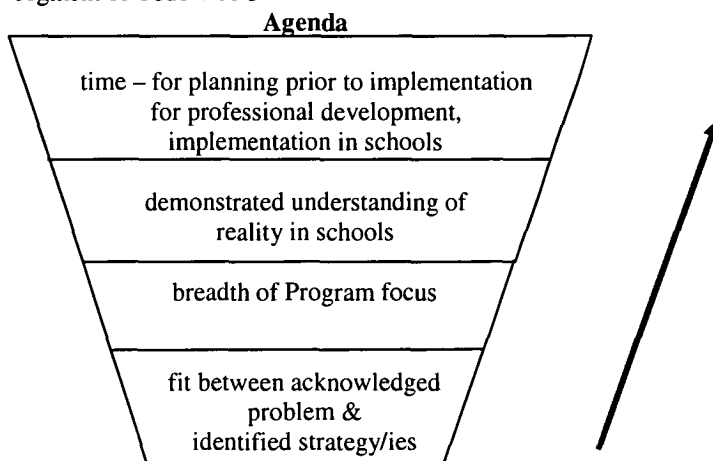 Agenda
time – for planning prior to implementation
for professional development,
implementation in schools
demonstrated understanding of
reality in schools
breadth of Program focus
fit between acknowledged
problem &
identified strategy/ies